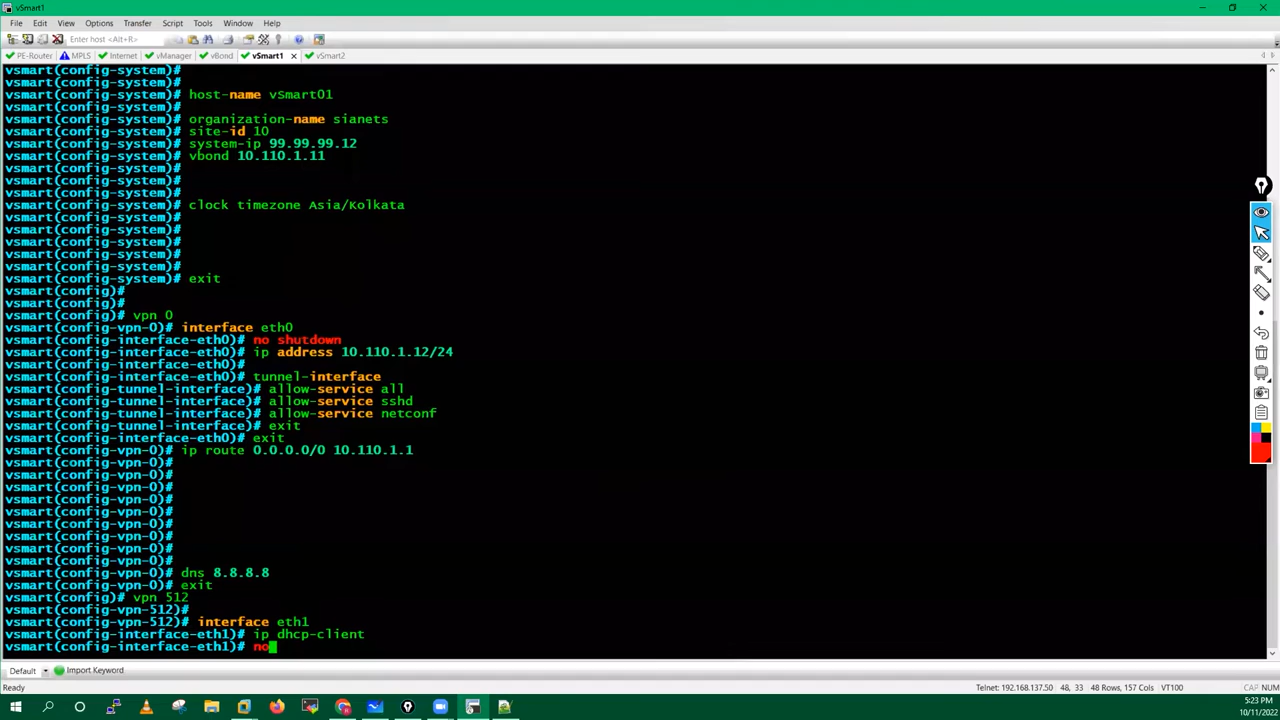 vSmart1
File Edit View Options Transfer Script Tools Window Help
Enter host <Alt+R>
PE-Router MPLS Internet vManager vBond vSmart1 vSmart2
vsmart(config-system)#
vsmart(config-system)#
vsmart(config-system)# host-name vSmart01
vsmart(config-system)#
vsmart(config-system)# organization-name sianets
vsmart(config-system)# site-id 10
vsmart(config-system)# system-ip 99.99.99.12
vsmart(config-system)# vbond 10.110.1.11
vsmart(config-system)#
vsmart(config-system)#
vsmart(config-system)#
vsmart(config-system)# clock timezone Asia/Kolkata
vsmart(config-system)#
vsmart(config-system)#
vsmart(config-system)#
vsmart(config-system)#
vsmart(config-system)#
vsmart(config-system)# exit
vsmart(config)#
vsmart(config)#
vsmart(config)# vpn 0
vsmart(config-vpn-0)# interface eth0
vsmart(config-interface-eth0)# no shutdown
vsmart(config-interface-eth0)# ip address 10.110.1.12/24
vsmart(config-interface-eth0)#
vsmart(config-interface-eth0)# tunnel-interface
vsmart(config-tunnel-interface)# allow-service all
vsmart(config-tunnel-interface)# allow-service sshd
vsmart(config-tunnel-interface)# allow-service netconf
vsmart(config-tunnel-interface)# exit
vsmart(config-interface-eth0)# exit
vsmart(config-vpn-0)# ip route 0.0.0.0/0 10.110.1.1
vsmart(config-vpn-0)#
vsmart(config-vpn-0)#
vsmart(config-vpn-0)#
vsmart(config-vpn-0)#
vsmart(config-vpn-0)#
vsmart(config-vpn-0)#
vsmart(config-vpn-0)#
vsmart(config-vpn-0)#
vsmart(config-vpn-0)#
vsmart(config-vpn-0)# dns 8.8.8.8
vsmart(config-vpn-0)# exit
vsmart(config)# vpn 512
vsmart(config-vpn-512)#
vsmart(config-vpn-512)# interface eth1
vsmart(config-interface-eth1)# ip dhcp-client
vsmart(config-interface-eth1)# no
Default Import Keyword
Ready Telnet: 192.168.137.50 48, 33 48 Rows, 157 Cols VT100 CAP NUM
5:23 PM
10/11/2022